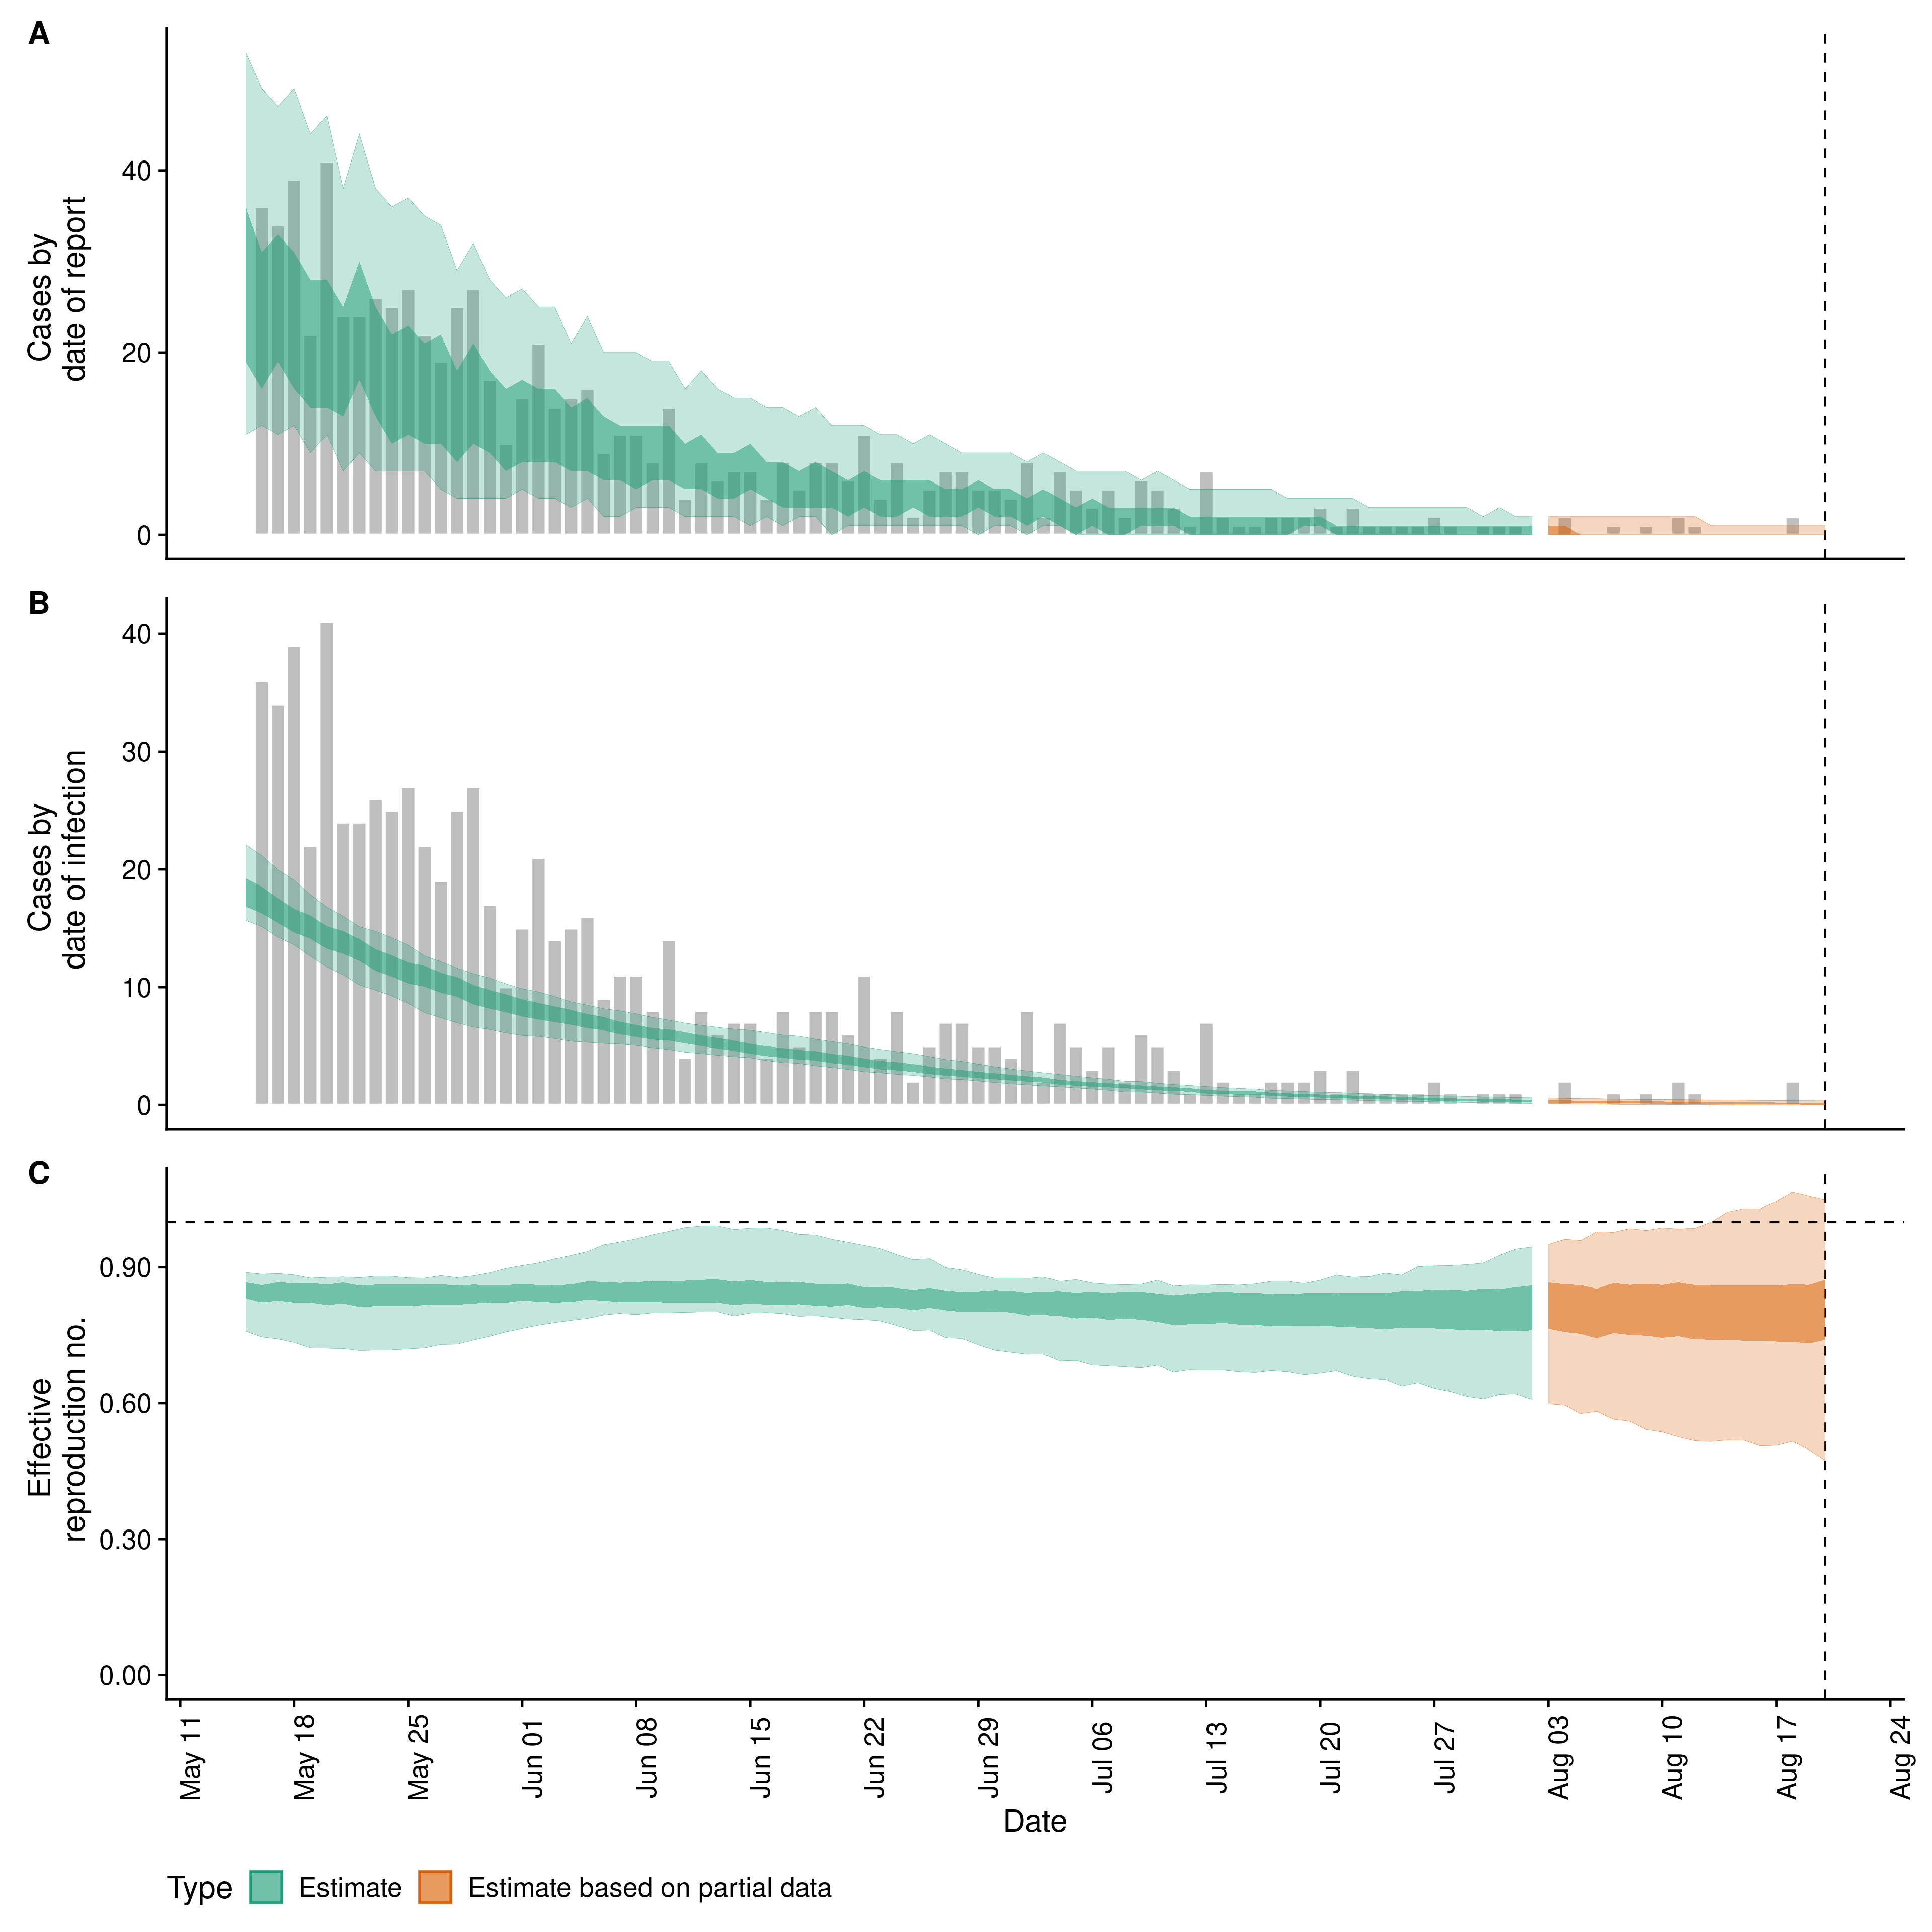 A
Cases by
date of report
40
20
0
B
Cases by
date of infection
40
30
20
10
0
C
Effective
reproduction no.
0.90
0.60
0.30
0.00
May 11
May 18
May 25
Jun 01
Jun 08
Jun 15
Jun 22
Jun 29
Jul 06
Jul 13
Jul 20
Jul 27
Aug 03
Aug 10
Aug 17
Aug 24
Date
Type Estimate Estimate based on partial data